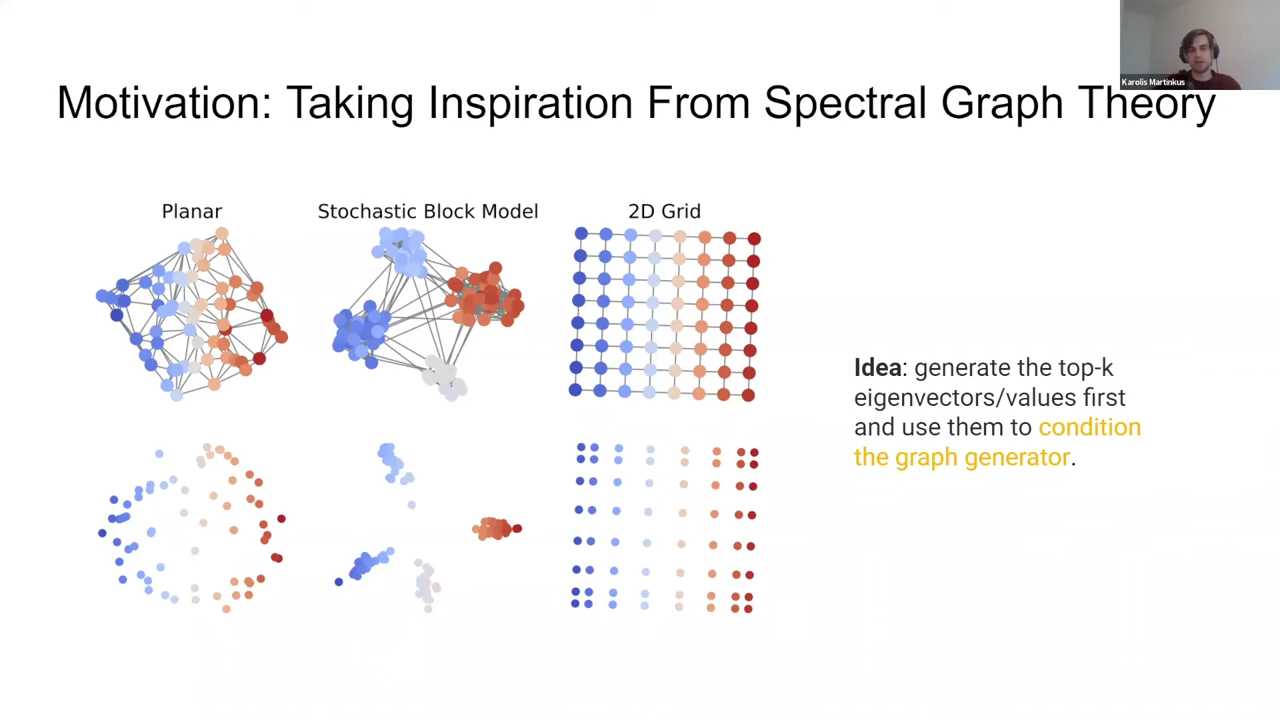 Karolis Martinkus
Motivation: Taking Inspiration From Spectral Graph Theory
Planar
Stochastic Block Model
2D Grid
Idea: generate the top-k
eigenvectors/values first
and use them to condition
the graph generator.